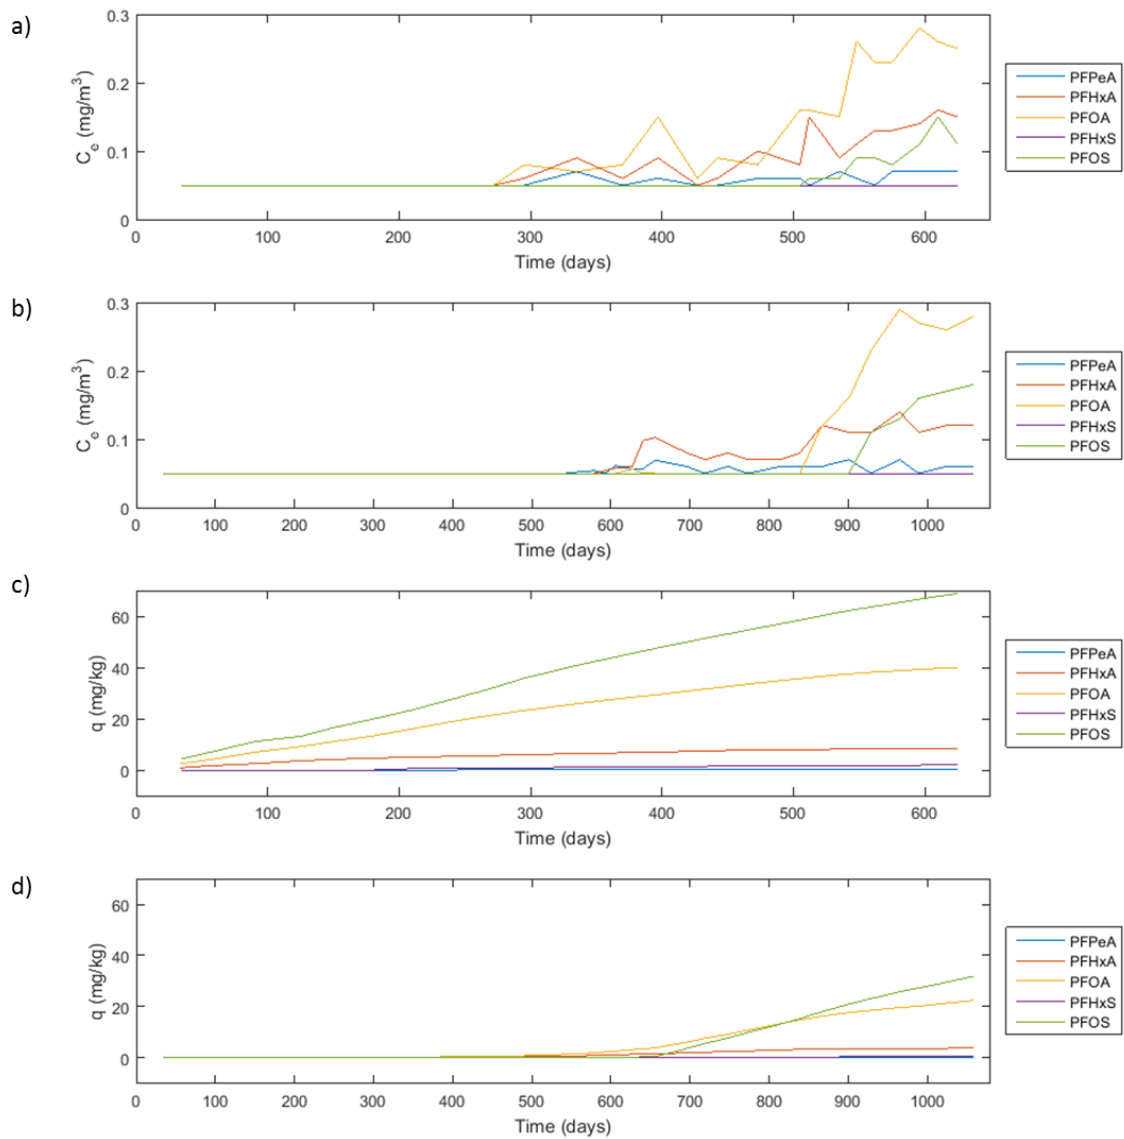 a)
0.3
0.2
0.1
0
C_e (mg/m^3)
0 100 200 300 400 500 600
Time (days)
PFPeA
PFHxA
PFOA
PFHxS
PFOS
b)
0.3
0.2
0.1
0
C_e (mg/m^3)
0 100 200 300 400 500 600 700 800 900 1000
Time (days)
PFPeA
PFHxA
PFOA
PFHxS
PFOS
c)
60
40
20
0
q (mg/kg)
0 100 200 300 400 500 600
Time (days)
PFPeA
PFHxA
PFOA
PFHxS
PFOS
d)
60
40
20
0
q (mg/kg)
0 100 200 300 400 500 600 700 800 900 1000
Time (days)
PFPeA
PFHxA
PFOA
PFHxS
PFOS